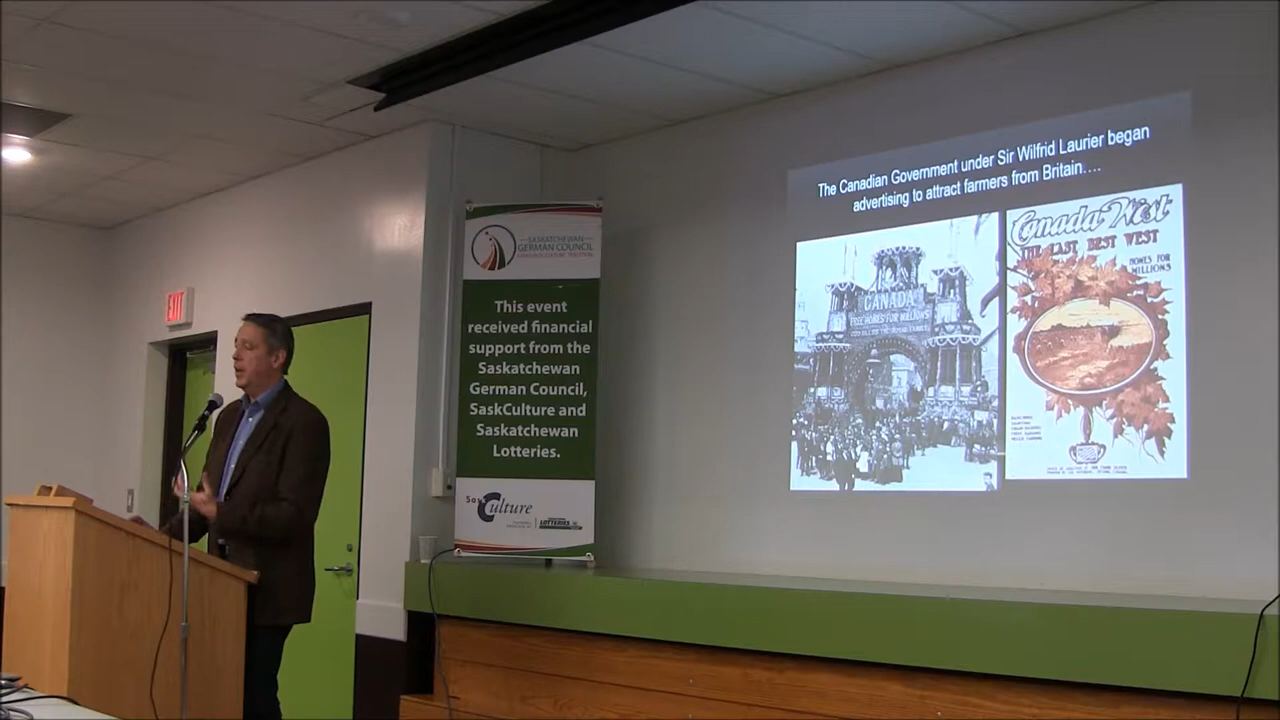 EXIT
SASKATCHEWAN
GERMAN COUNCIL
This event
received financial
support from the
Saskatchewan
German Council,
SaskCulture and
Saskatchewan
Lotteries.
Culture
LOTTERIES
The Canadian Government under Sir Wilfrid Laurier began
advertising to attract farmers from Britain....
CANADA
FREE HOMES FOR MILLIONS
Canada West
THE LAST BEST WEST
HOMES FOR
MILLIONS